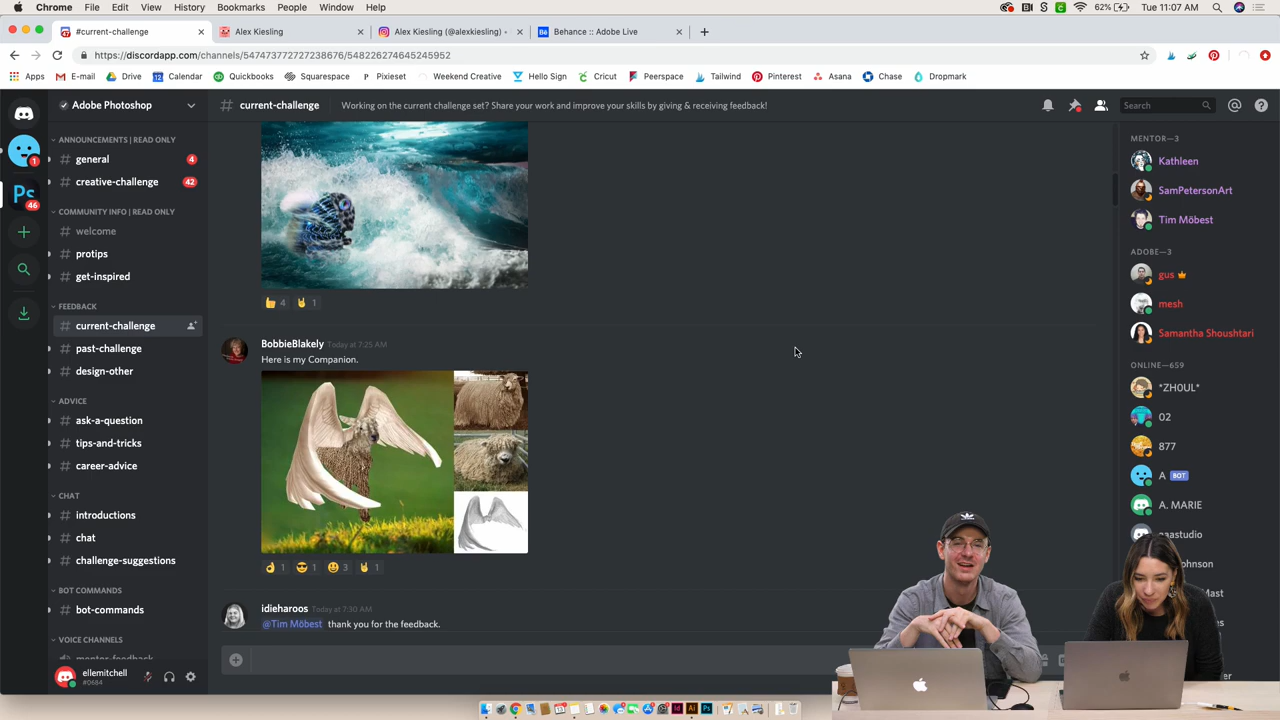 Chrome File Edit View History Bookmarks People Window Help
62% Tue 11:07 AM
#current-challenge
Alex Kiesling
Alex Kiesling (@alexkiesling) •
Behance :: Adobe Live
https://discordapp.com/channels/547473772727238676/548226274645245952
Apps E-mail Drive Calendar Quickbooks Squarespace Pixieset Weekend Creative Hello Sign Cricut Peerspace Tailwind Pinterest Asana Chase Dropmark
Adobe Photoshop
# current-challenge
Working on the current challenge set? Share your work and improve your skills by giving & receiving feedback!
Search
1
Ps
46
ANNOUNCEMENTS | READ ONLY
# general 4
# creative-challenge 42
COMMUNITY INFO | READ ONLY
# welcome
# protips
# get-inspired
FEEDBACK
# current-challenge
# past-challenge
# design-other
ADVICE
# ask-a-question
# tips-and-tricks
# career-advice
CHAT
# introductions
# chat
# challenge-suggestions
BOT COMMANDS
# bot-commands
VOICE CHANNELS
mentor-feedback
ellemitchell
#0684
4 1
BobbieBlakely Today at 7:25 AM
Here is my Companion.
1 1 3 1
idieharoos Today at 7:30 AM
@Tim Möbest thank you for the feedback.
MENTOR—3
Kathleen
SamPetersonArt
Tim Möbest
ADOBE—3
gus
mesh
Samantha Shoushtari
ONLINE—659
*ZH0UL*
02
877
A BOT
A. MARIE